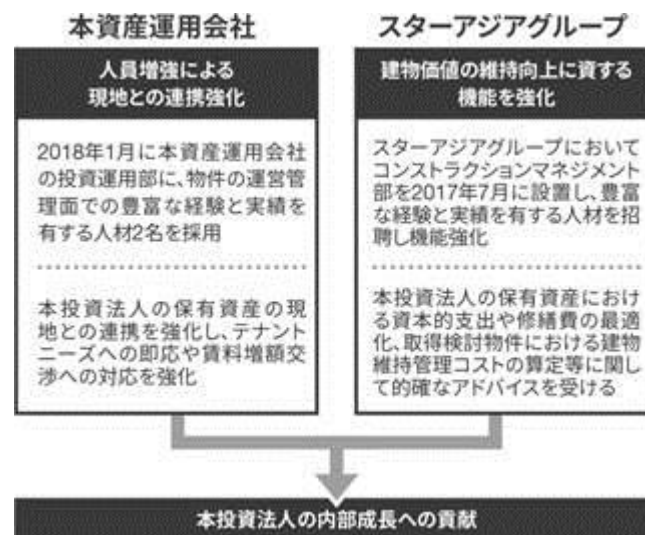 本資産運用会社
人員増強による
現地との連携強化
2018年1月に本資産運用会社
の投資運用部に、物件の運営管
理面での豊富な経験と実績を
有する人材2名を採用
本投資法人の保有資産の現
地との連携を強化し、テナント
ニーズへの即応や賃料増額交
渉への対応を強化
スターアジアグループ
建物価値の維持向上に資する
機能を強化
スターアジアグループにおいて
コンストラクションマネジメント
部を2017年7月に設置し、豊富
な経験と実績を有する人材を招
聘し機能強化
本投資法人の保有資産におけ
る資本的支出や修繕費の最適
化、取得検討物件における建物
維持管理コストの算定等に関し
て的確なアドバイスを受ける
本投資法人の内部成長への貢献